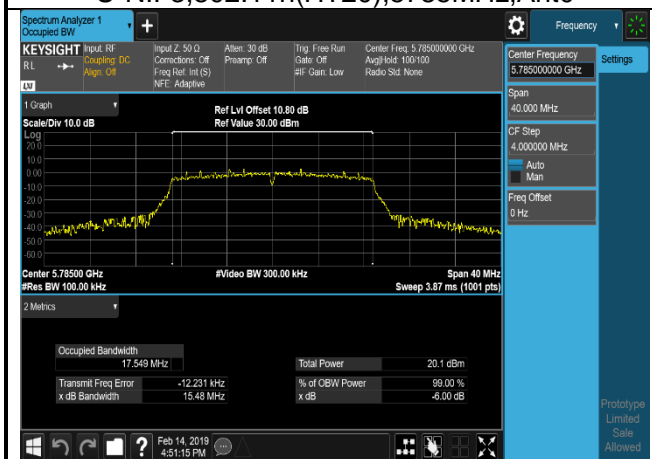 U-NII-3,802.11n(HT20),5785MHz,Ant0
Spectrum Analyzer 1
Occupied BW
+
Frequency
KEYSIGHT
Input: RF
Input Z: 50 Ω
Atten: 30 dB
Trig: Free Run
Center Freq: 5.785000000 GHz
R L
Coupling: DC
Corrections: Off
Preamp: Off
Gate: Off
Avg|Hold: 100/100
Align: Off
Freq Ref: Int (S)
#IF Gain: Low
Radio Std: None
LXI
NFE: Adaptive
1 Graph
Ref Lvl Offset 10.80 dB
Scale/Div 10.0 dB
Ref Value 30.00 dBm
Log
20.0
10.0
0.00
-10.0
-20.0
-30.0
-40.0
-50.0
-60.0
Center 5.78500 GHz
#Video BW 300.00 kHz
Span 40 MHz
#Res BW 100.00 kHz
Sweep 3.87 ms (1001 pts)
2 Metrics
Occupied Bandwidth
17.549 MHz
Total Power
20.1 dBm
Transmit Freq Error
-12.231 kHz
% of OBW Power
99.00 %
x dB Bandwidth
15.48 MHz
x dB
-6.00 dB
Center Frequency
5.785000000 GHz
Settings
Span
40.000 MHz
CF Step
4.000000 MHz
Auto
Man
Freq Offset
0 Hz
Prototype
Limited
Sale
Allowed
?
Feb 14, 2019
4:51:15 PM